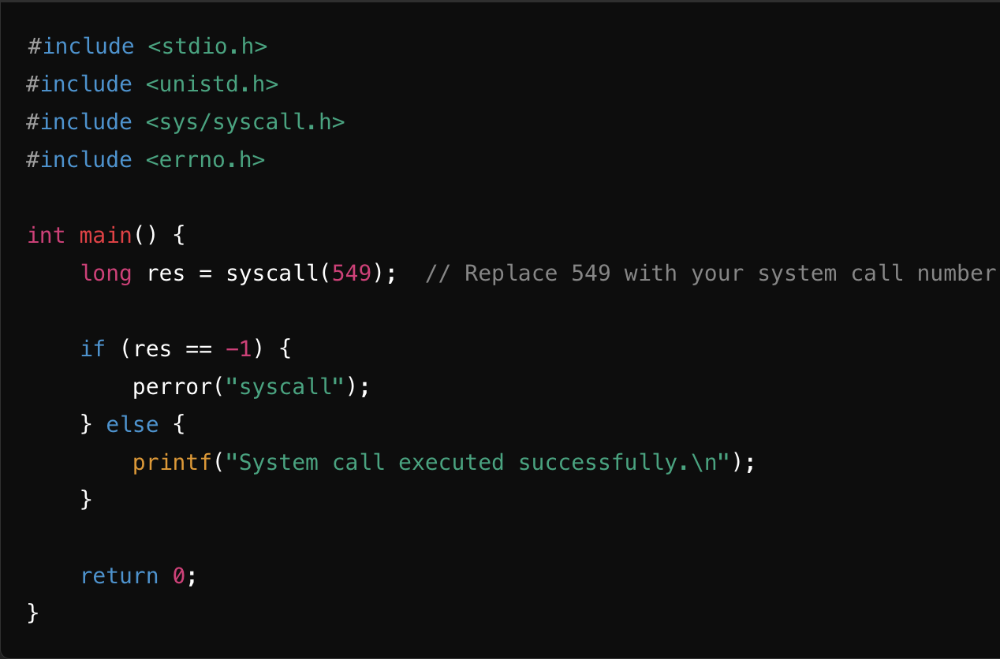 #include <stdio.h>
#include <unistd.h>
#include <sys/syscall.h>
#include <errno.h>

int main() {
    long res = syscall(549);  // Replace 549 with your system call number

    if (res == -1) {
        perror("syscall");
    } else {
        printf("System call executed successfully.\n");
    }

    return 0;
}